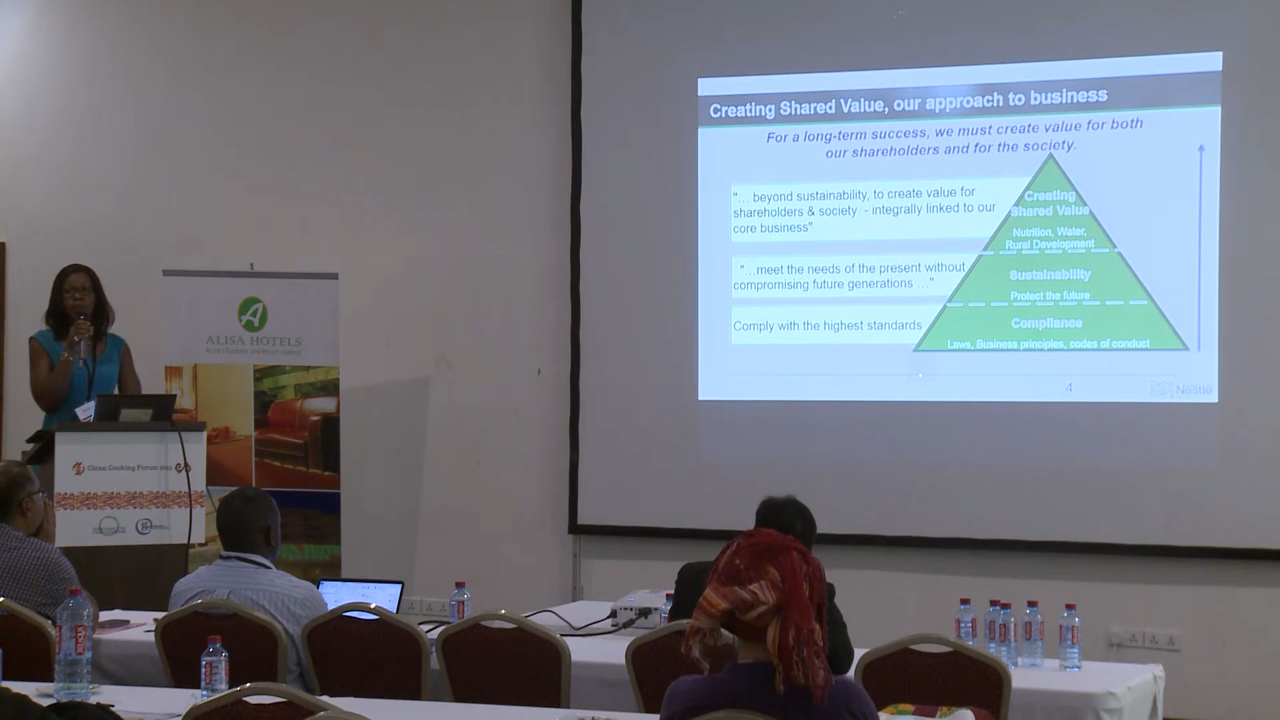 Creating Shared Value, our approach to business
For a long-term success, we must create value for both
our shareholders and for the society.
"... beyond sustainability, to create value for
shareholders & society - integrally linked to our
core business"
"...meet the needs of the present without
compromising future generations ..."
Comply with the highest standards
Creating
Shared Value
Nutrition, Water,
Rural Development
Sustainability
Protect the future
Compliance
Laws, Business principles, codes of conduct
4
Nestlé
A
ALISA HOTELS
Clean Cooking Forum 2015